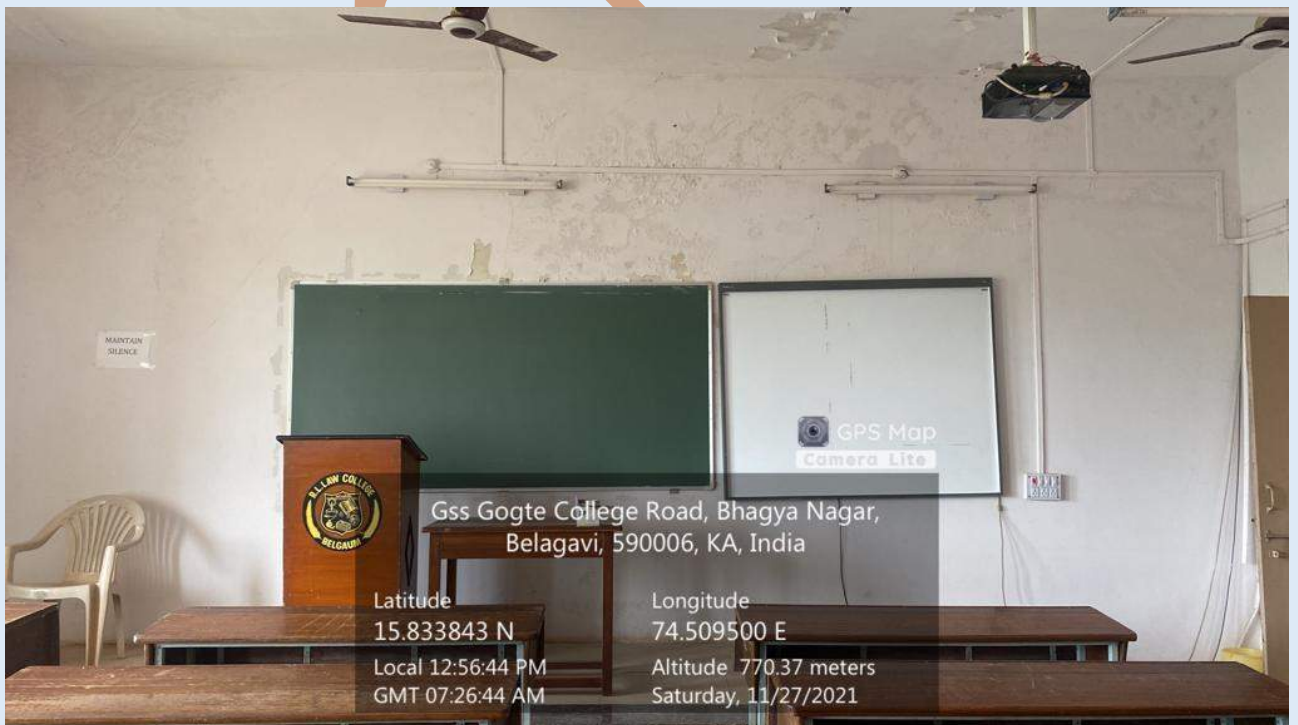 MAINTAIN
SILENCE
R.L. LAW COLLEGE
BELGAUM
GPS Map
Camera Lite
Gss Gogte College Road, Bhagya Nagar,
Belagavi, 590006, KA, India
Latitude
15.833843 N
Longitude
74.509500 E
Local 12:56:44 PM
GMT 07:26:44 AM
Altitude 770.37 meters
Saturday, 11/27/2021